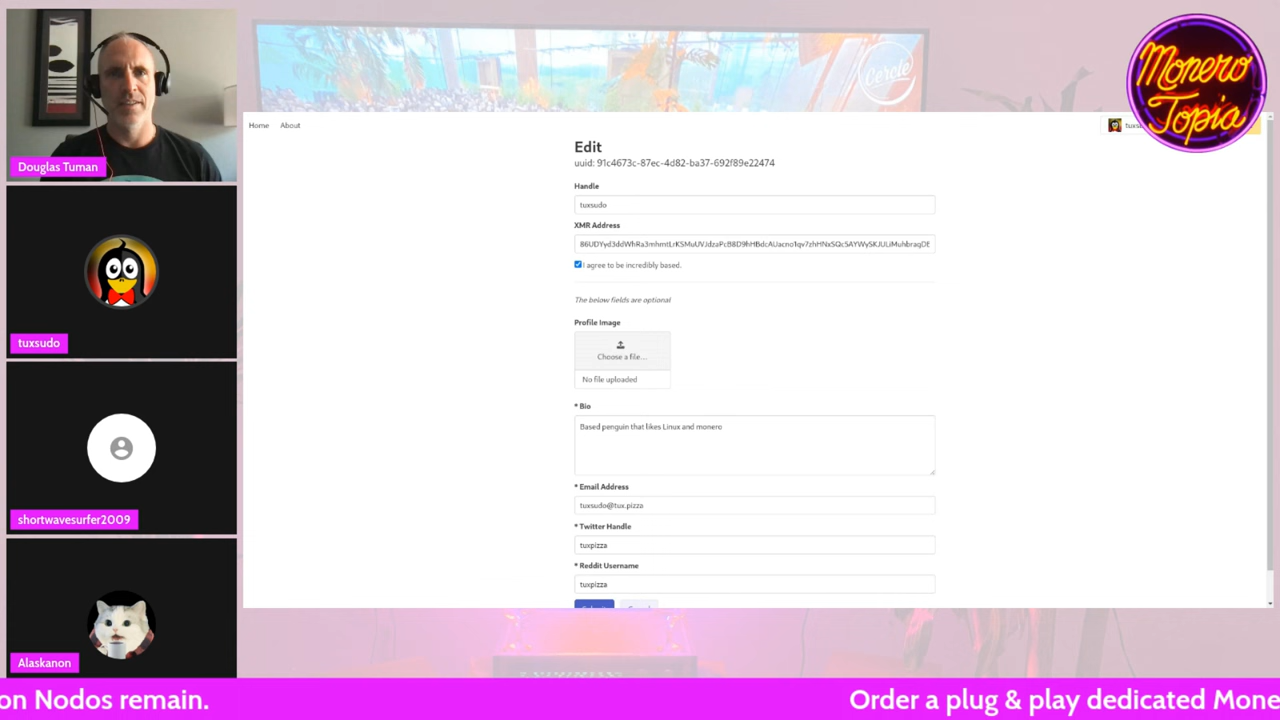 Cercle
Monero
Topia
Douglas Tuman
tuxsudo
shortwavesurfer2009
Alaskanon
Home About
Edit
uuid: 91c4673c-87ec-4d82-ba37-692f89e22474
Handle
tuxsudo
XMR Address
I agree to be incredibly based.
The below fields are optional
Profile Image
Choose a file...
No file uploaded
* Bio
Based penguin that likes Linux and monero
* Email Address
tuxsudo@tux.pizza
* Twitter Handle
tuxpizza
* Reddit Username
tuxpizza
on Nodos remain.
Order a plug & play dedicated Mone